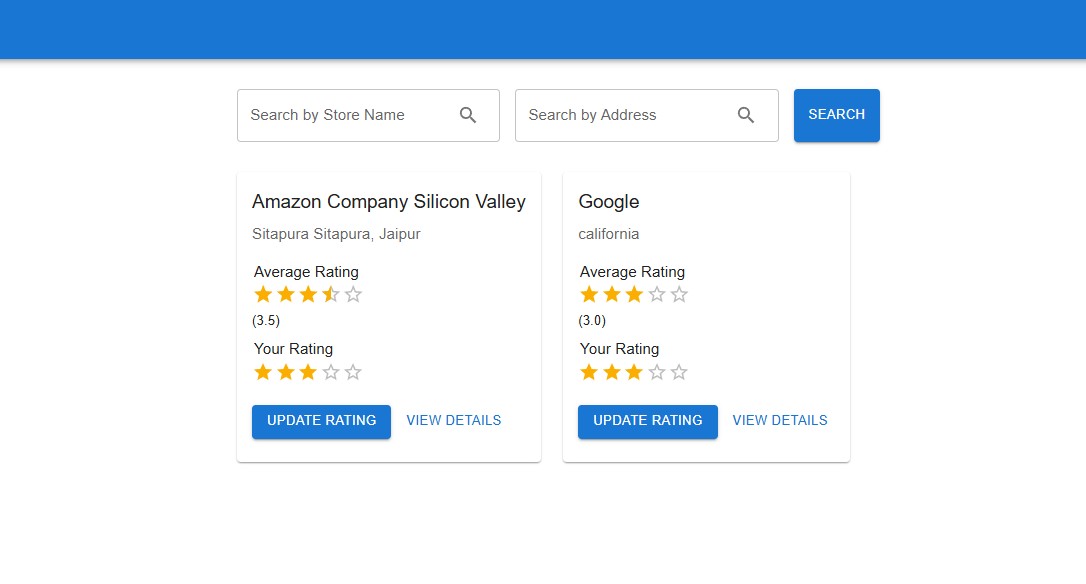 Search by Store Name
Search by Address
SEARCH
Amazon Company Silicon Valley
Sitapura Sitapura, Jaipur
Average Rating
(3.5)
Your Rating
UPDATE RATING
VIEW DETAILS
Google
california
Average Rating
(3.0)
Your Rating
UPDATE RATING
VIEW DETAILS